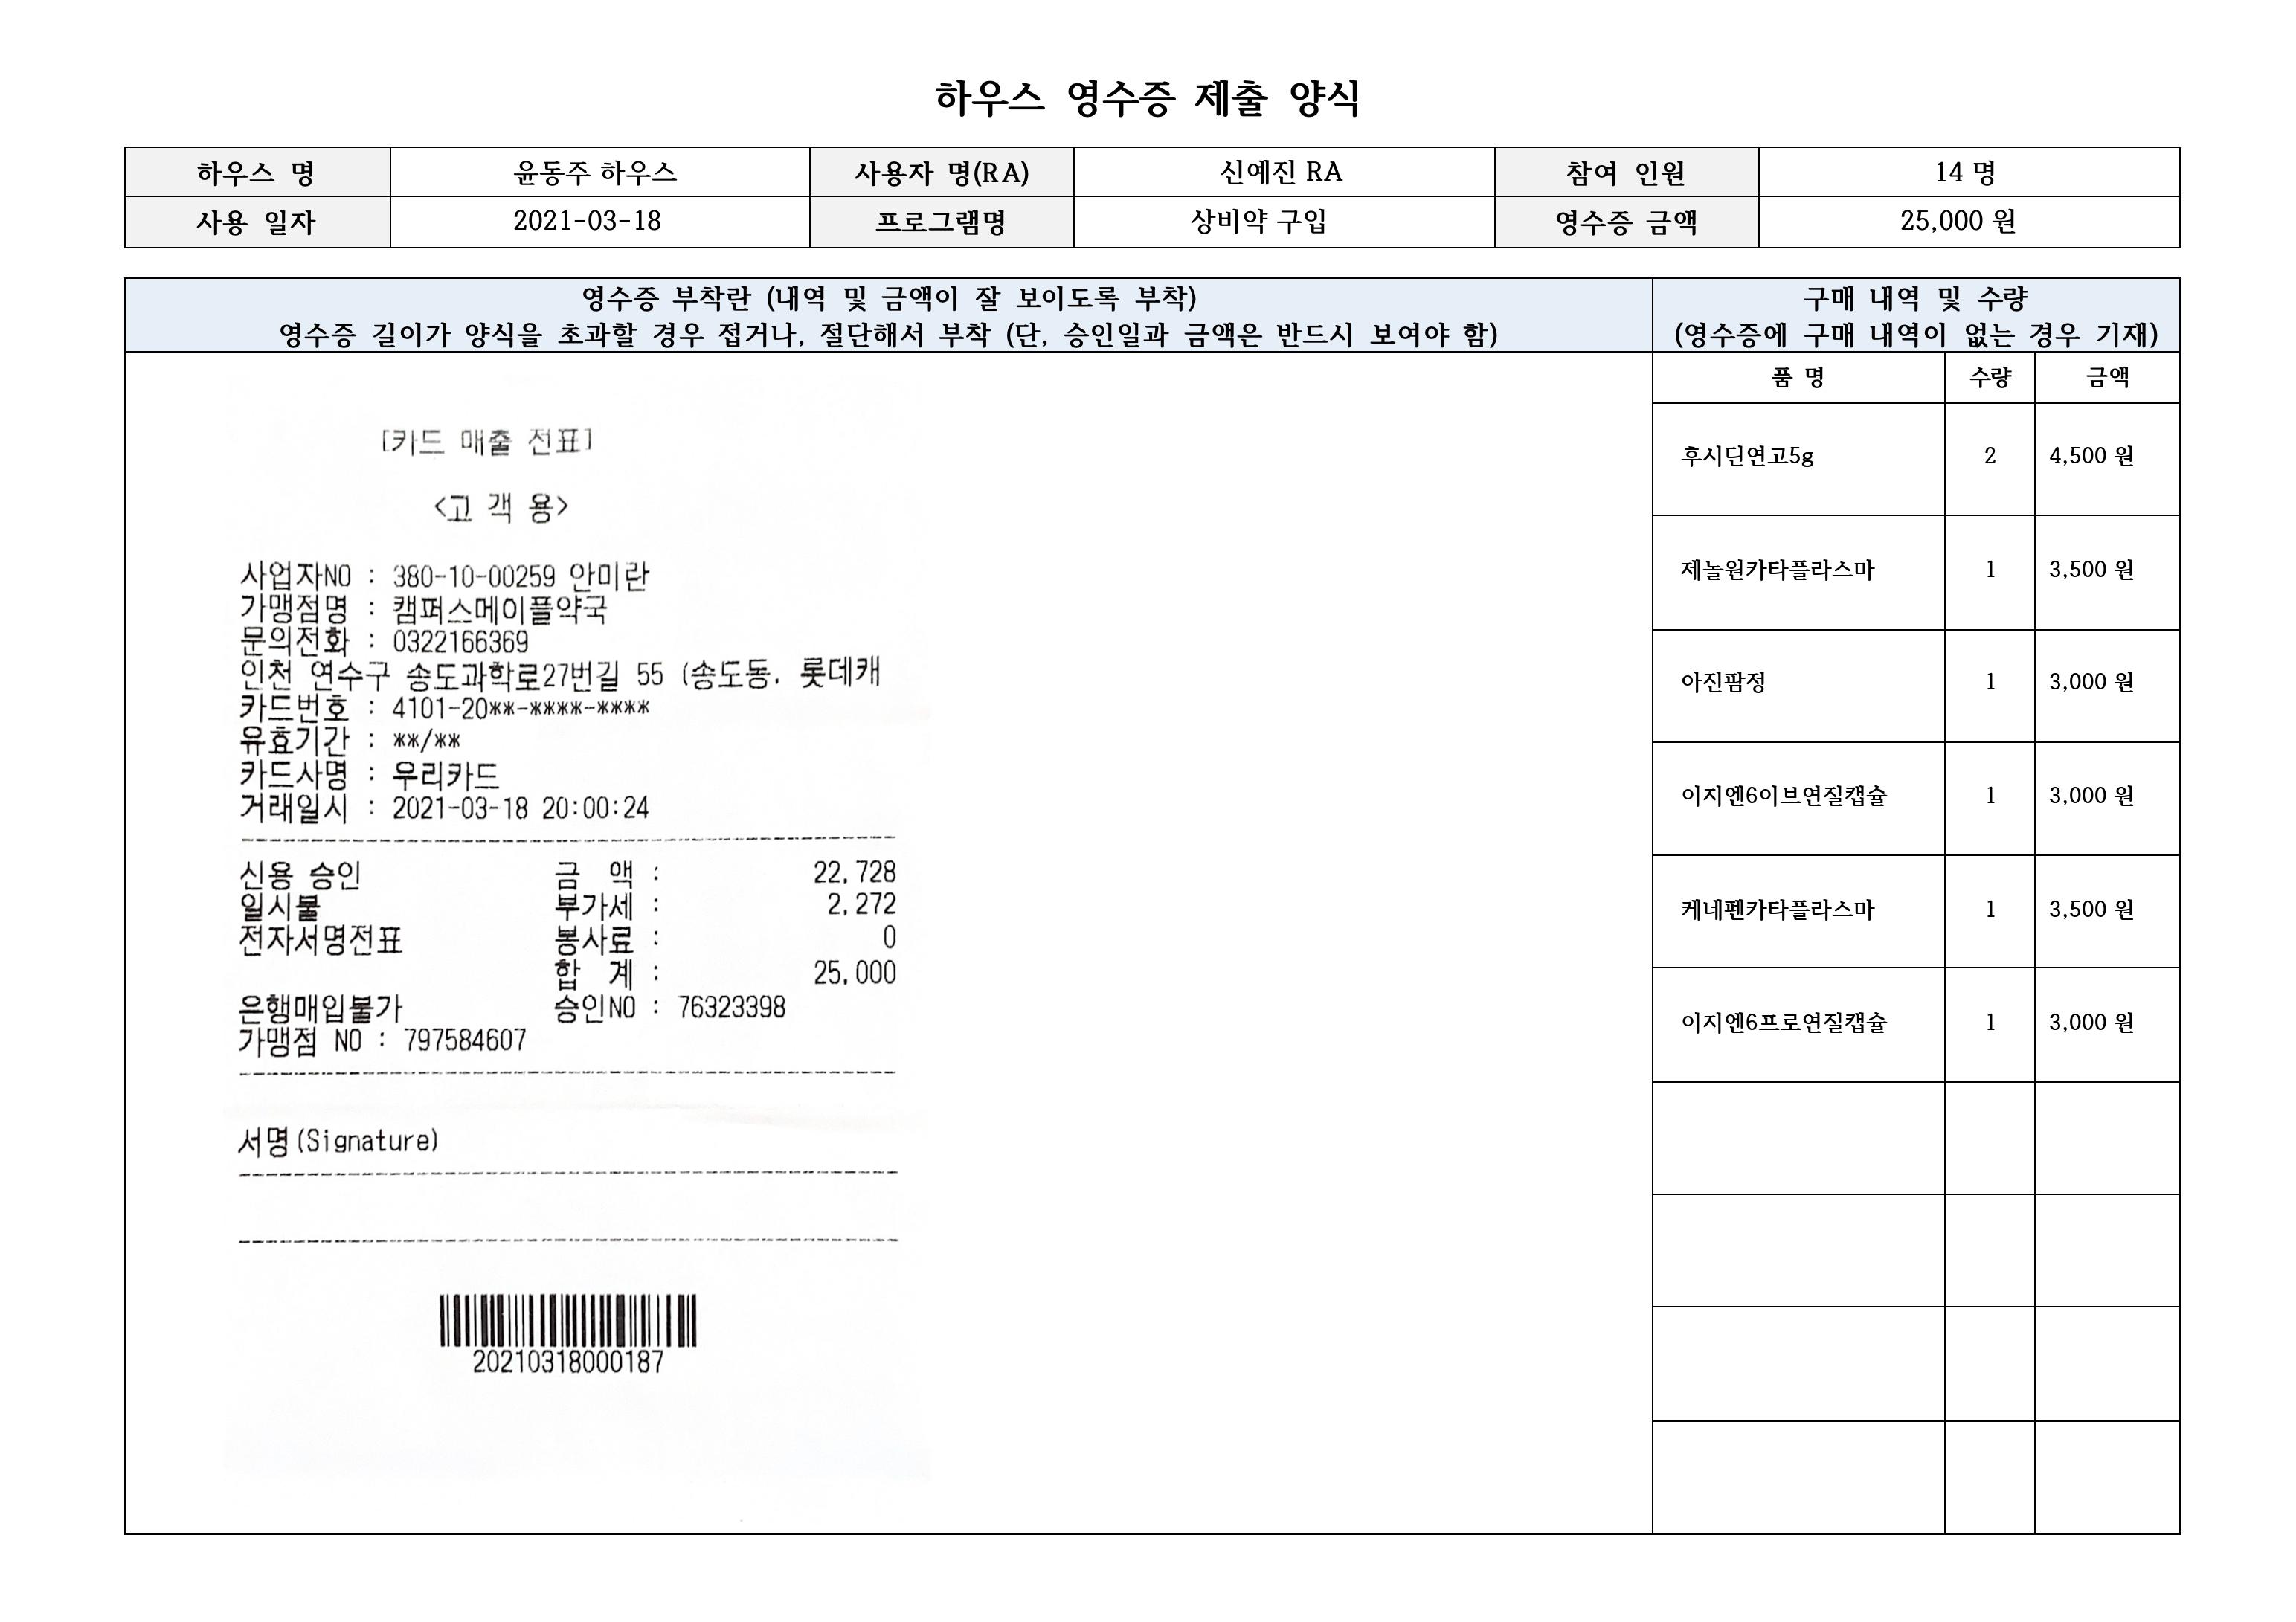 하우스 영수증 제출 양식
하우스 명 윤동주 하우스 사용자 명(RA) 신예진 RA 참여 인원 14 명
사용 일자 2021-03-18 프로그램명 상비약 구입 영수증 금액 25,000 원
영수증 부착란 (내역 및 금액이 잘 보이도록 부착)
영수증 길이가 양식을 초과할 경우 접거나, 절단해서 부착 (단, 승인일과 금액은 반드시 보여야 함)
구매 내역 및 수량
(영수증에 구매 내역이 없는 경우 기재)
품 명 수량 금액
후시딘연고5g 2 4,500 원
제놀원카타플라스마 1 3,500 원
아진팜정 1 3,000 원
이지엔6이브연질캡슐 1 3,000 원
케네펜카타플라스마 1 3,500 원
이지엔6프로연질캡슐 1 3,000 원
[카드 매출 전표]
<고 객 용>
사업자NO : 380-10-00259 안미란
가맹점명 : 캠퍼스메이플약국
문의전화 : 0322166369
인천 연수구 송도과학로27번길 55 (송도동, 롯데캐
카드번호 : 4101-20**-****-****
유효기간 : **/**
카드사명 : 우리카드
거래일시 : 2021-03-18 20:00:24
신용 승인 금 액 : 22,728
일시불 부가세 : 2,272
전자서명전표 봉사료 : 0
합 계 : 25,000
은행매입불가 승인NO : 76323398
가맹점 NO : 797584607
서명(Signature)
20210318000187